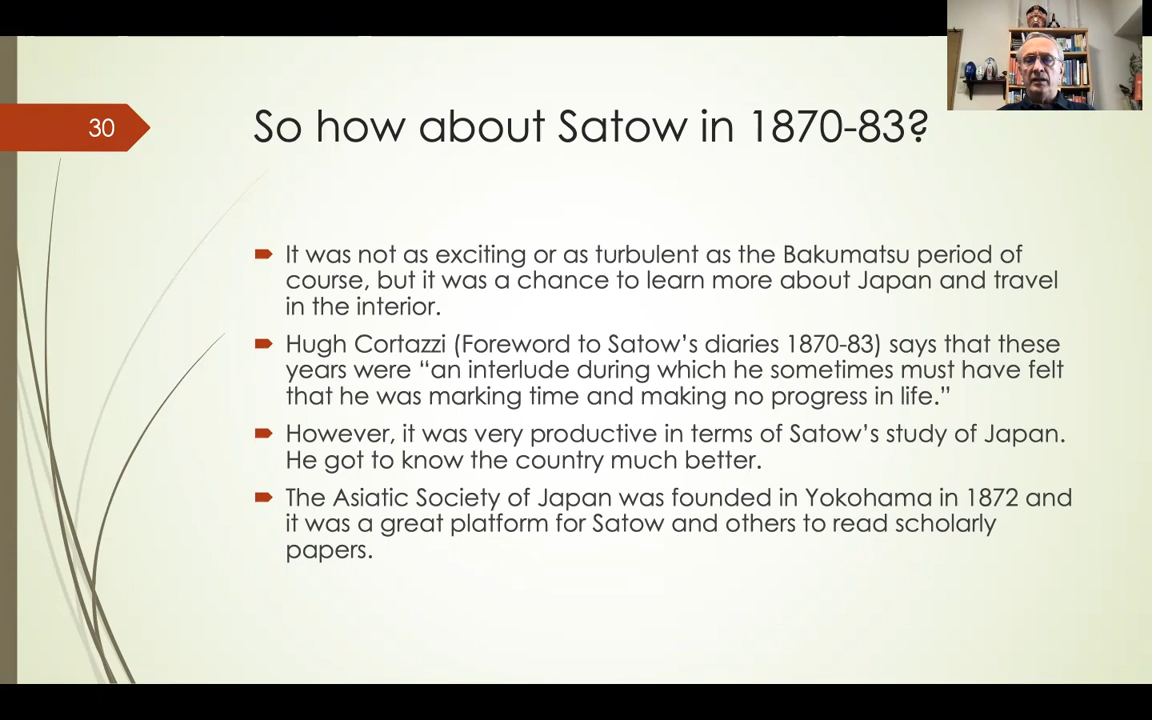 30
So how about Satow in 1870-83?
It was not as exciting or as turbulent as the Bakumatsu period of
course, but it was a chance to learn more about Japan and travel
in the interior.
Hugh Cortazzi (Foreword to Satow’s diaries 1870-83) says that these
years were “an interlude during which he sometimes must have felt
that he was marking time and making no progress in life.”
However, it was very productive in terms of Satow’s study of Japan.
He got to know the country much better.
The Asiatic Society of Japan was founded in Yokohama in 1872 and
it was a great platform for Satow and others to read scholarly
papers.